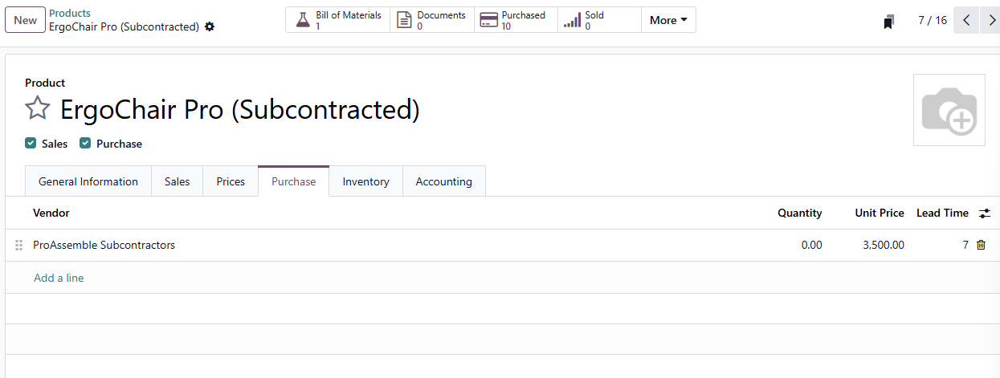 New
Products
ErgoChair Pro (Subcontracted)
Bill of Materials
1
Documents
0
Purchased
10
Sold
0
More
7 / 16
Product
ErgoChair Pro (Subcontracted)
Sales Purchase
General Information Sales Prices Purchase Inventory Accounting
Vendor Quantity Unit Price Lead Time
ProAssemble Subcontractors 0.00 3,500.00 7
Add a line